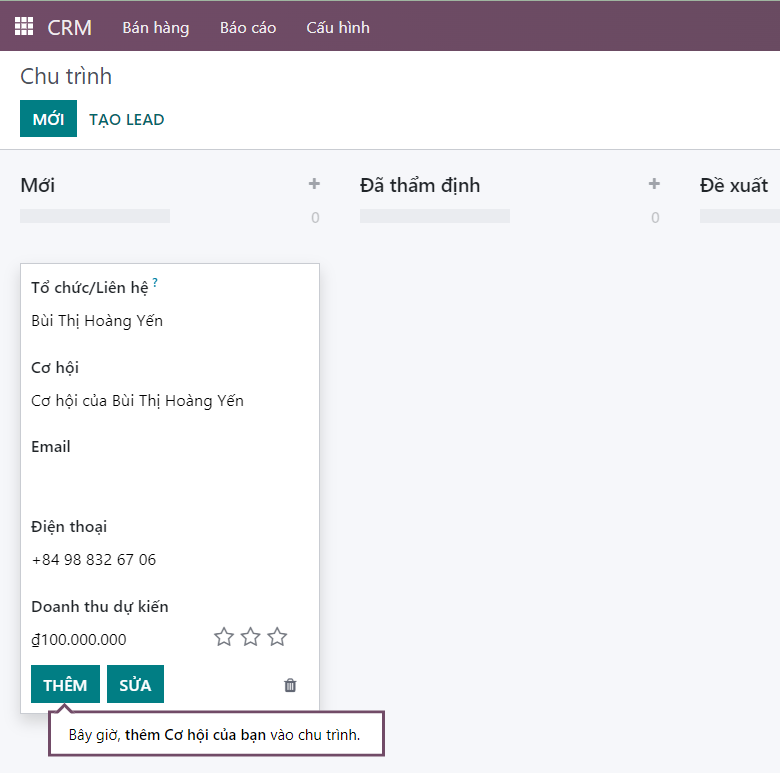 CRM Bán hàng Báo cáo Cấu hình
Chu trình
MỚI TẠO LEAD
Mới + Đã thẩm định + Đề xuất
0 0
Tổ chức/Liên hệ ?
Bùi Thị Hoàng Yến
Cơ hội
Cơ hội của Bùi Thị Hoàng Yến
Email
Điện thoại
+84 98 832 67 06
Doanh thu dự kiến
₫100.000.000
THÊM SỬA
Bây giờ, thêm Cơ hội của bạn vào chu trình.